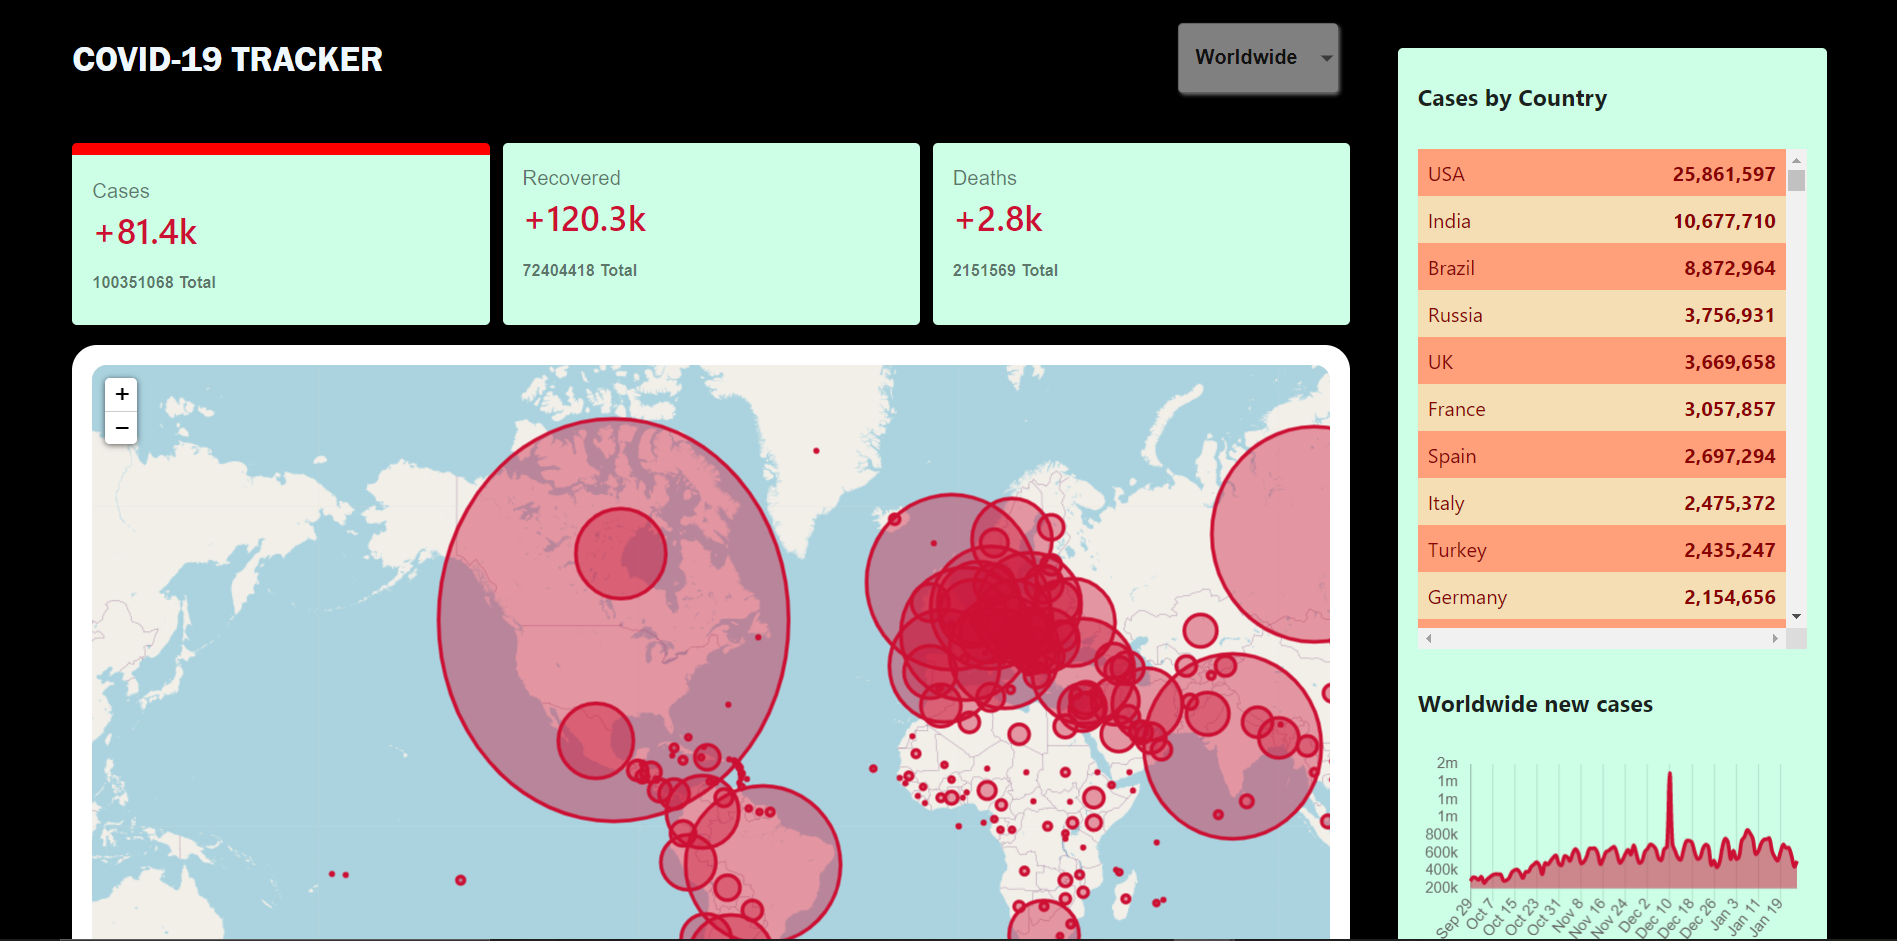 COVID-19 TRACKER
Worldwide
Cases
+81.4k
100351068 Total
Recovered
+120.3k
72404418 Total
Deaths
+2.8k
2151569 Total
+
−
Cases by Country
USA 25,861,597
India 10,677,710
Brazil 8,872,964
Russia 3,756,931
UK 3,669,658
France 3,057,857
Spain 2,697,294
Italy 2,475,372
Turkey 2,435,247
Germany 2,154,656
Worldwide new cases
2m
1m
1m
1m
800k
600k
400k
200k
Sep 29
Oct 7
Oct 15
Oct 23
Oct 31
Nov 8
Nov 16
Nov 24
Dec 2
Dec 10
Dec 18
Dec 26
Jan 3
Jan 11
Jan 19